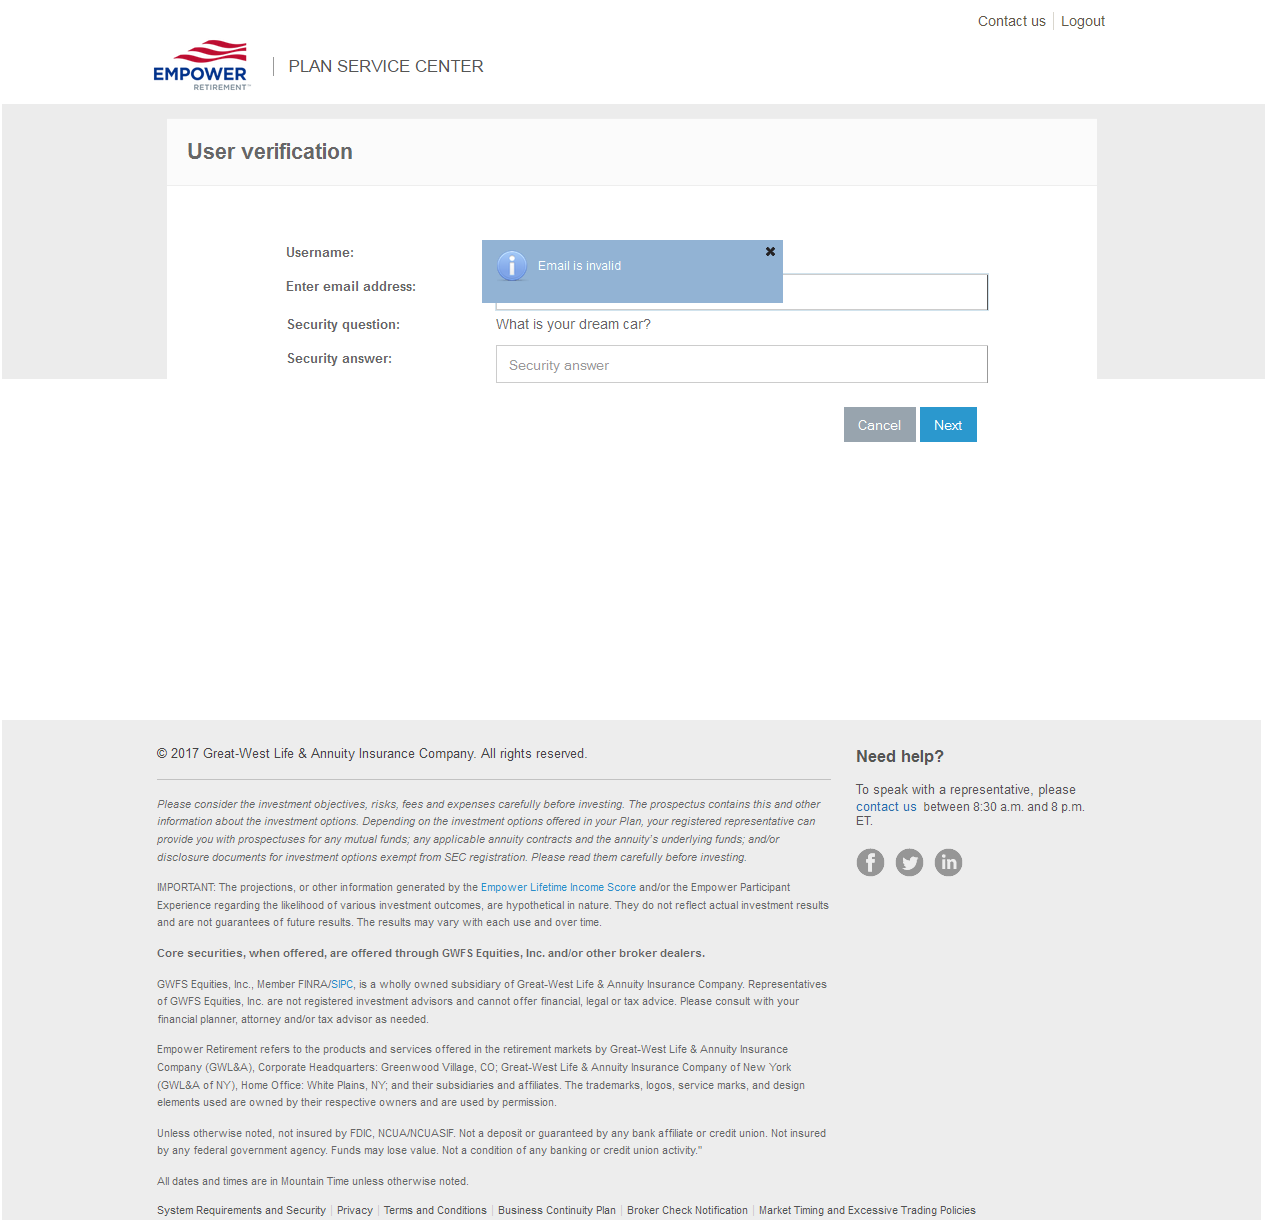 Contact us Logout
EMPOWER
RETIREMENT
PLAN SERVICE CENTER
User verification
Username:
Email is invalid
Enter email address:
Security question: What is your dream car?
Security answer: Security answer
Cancel Next
© 2017 Great-West Life & Annuity Insurance Company. All rights reserved.
Please consider the investment objectives, risks, fees and expenses carefully before investing. The prospectus contains this and other
information about the investment options. Depending on the investment options offered in your Plan, your registered representative can
provide you with prospectuses for any mutual funds; any applicable annuity contracts and the annuity's underlying funds; and/or
disclosure documents for investment options exempt from SEC registration. Please read them carefully before investing.
IMPORTANT: The projections, or other information generated by the Empower Lifetime Income Score and/or the Empower Participant
Experience regarding the likelihood of various investment outcomes, are hypothetical in nature. They do not reflect actual investment results
and are not guarantees of future results. The results may vary with each use and over time.
Core securities, when offered, are offered through GWFS Equities, Inc. and/or other broker dealers.
GWFS Equities, Inc., Member FINRA/SIPC, is a wholly owned subsidiary of Great-West Life & Annuity Insurance Company. Representatives
of GWFS Equities, Inc. are not registered investment advisors and cannot offer financial, legal or tax advice. Please consult with your
financial planner, attorney and/or tax advisor as needed.
Empower Retirement refers to the products and services offered in the retirement markets by Great-West Life & Annuity Insurance
Company (GWL&A), Corporate Headquarters: Greenwood Village, CO; Great-West Life & Annuity Insurance Company of New York
(GWL&A of NY), Home Office: White Plains, NY; and their subsidiaries and affiliates. The trademarks, logos, service marks, and design
elements used are owned by their respective owners and are used by permission.
Unless otherwise noted, not insured by FDIC, NCUA/NCUASIF. Not a deposit or guaranteed by any bank affiliate or credit union. Not insured
by any federal government agency. Funds may lose value. Not a condition of any banking or credit union activity."
All dates and times are in Mountain Time unless otherwise noted.
System Requirements and Security Privacy Terms and Conditions Business Continuity Plan Broker Check Notification Market Timing and Excessive Trading Policies
Need help?
To speak with a representative, please
contact us between 8:30 a.m. and 8 p.m.
ET.